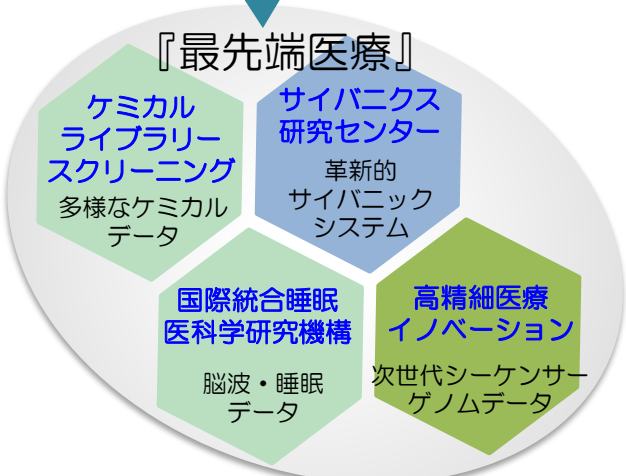 『最先端医療』
ケミカル
ライブラリー
スクリーニング
多様なケミカル
データ
サイバニクス
研究センター
革新的
サイバニック
システム
国際統合睡眠
医科学研究機構
脳波・睡眠
データ
高精細医療
イノベーション
次世代シーケンサー
ゲノムデータ